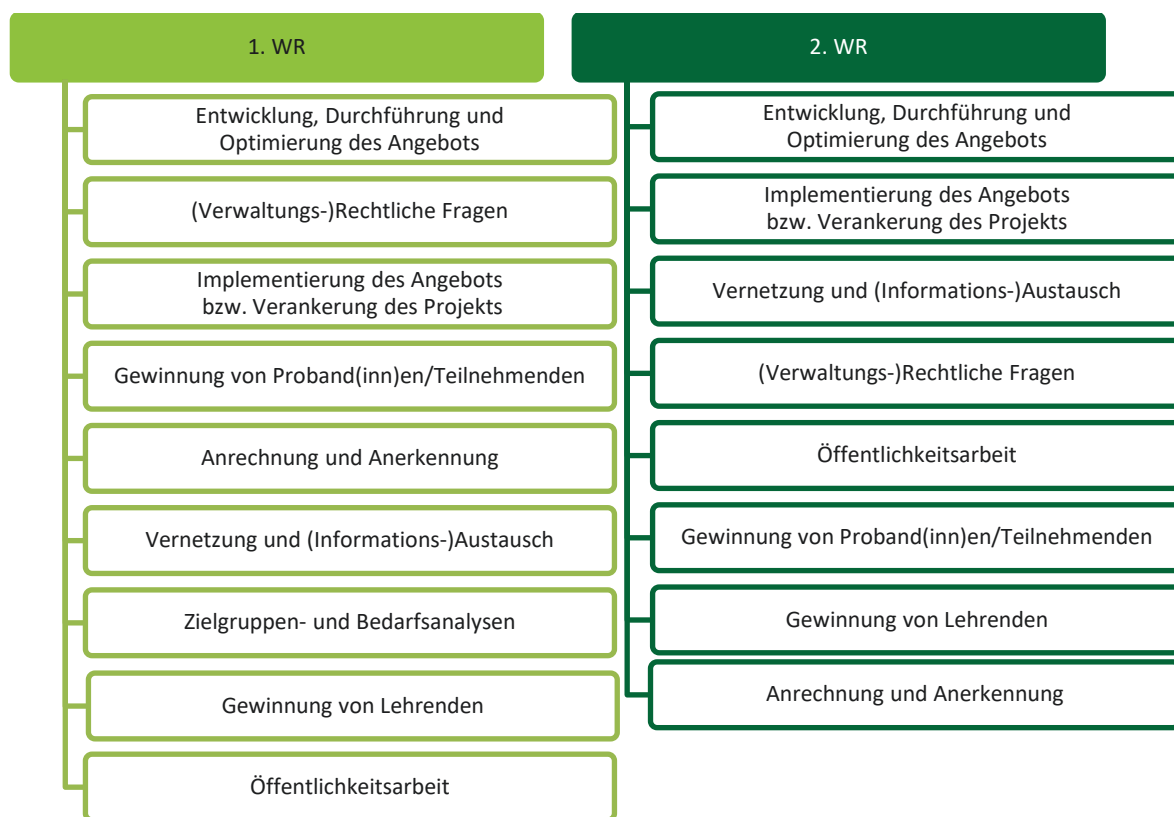 1. WR
Entwicklung, Durchführung und
Optimierung des Angebots
(Verwaltungs-)Rechtliche Fragen
Implementierung des Angebots
bzw. Verankerung des Projekts
Gewinnung von Proband(inn)en/Teilnehmenden
Anrechnung und Anerkennung
Vernetzung und (Informations-)Austausch
Zielgruppen- und Bedarfsanalysen
Gewinnung von Lehrenden
Öffentlichkeitsarbeit
2. WR
Entwicklung, Durchführung und
Optimierung des Angebots
Implementierung des Angebots
bzw. Verankerung des Projekts
Vernetzung und (Informations-)Austausch
(Verwaltungs-)Rechtliche Fragen
Öffentlichkeitsarbeit
Gewinnung von Proband(inn)en/Teilnehmenden
Gewinnung von Lehrenden
Anrechnung und Anerkennung